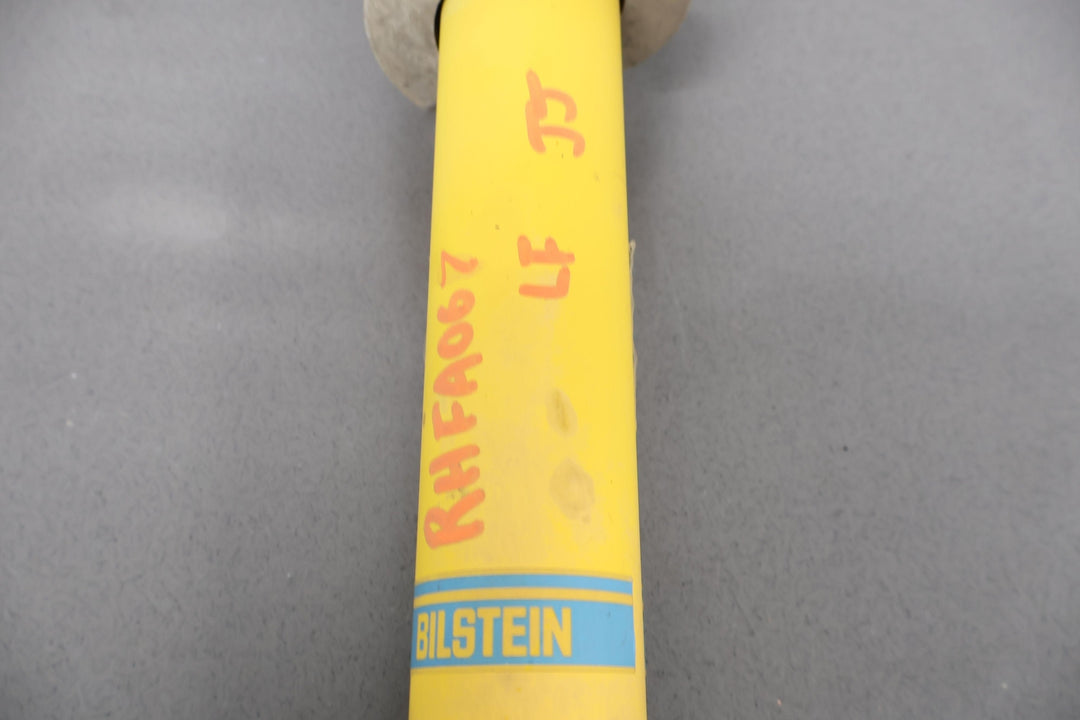 JJ
LF
RHFA067
BILSTEIN